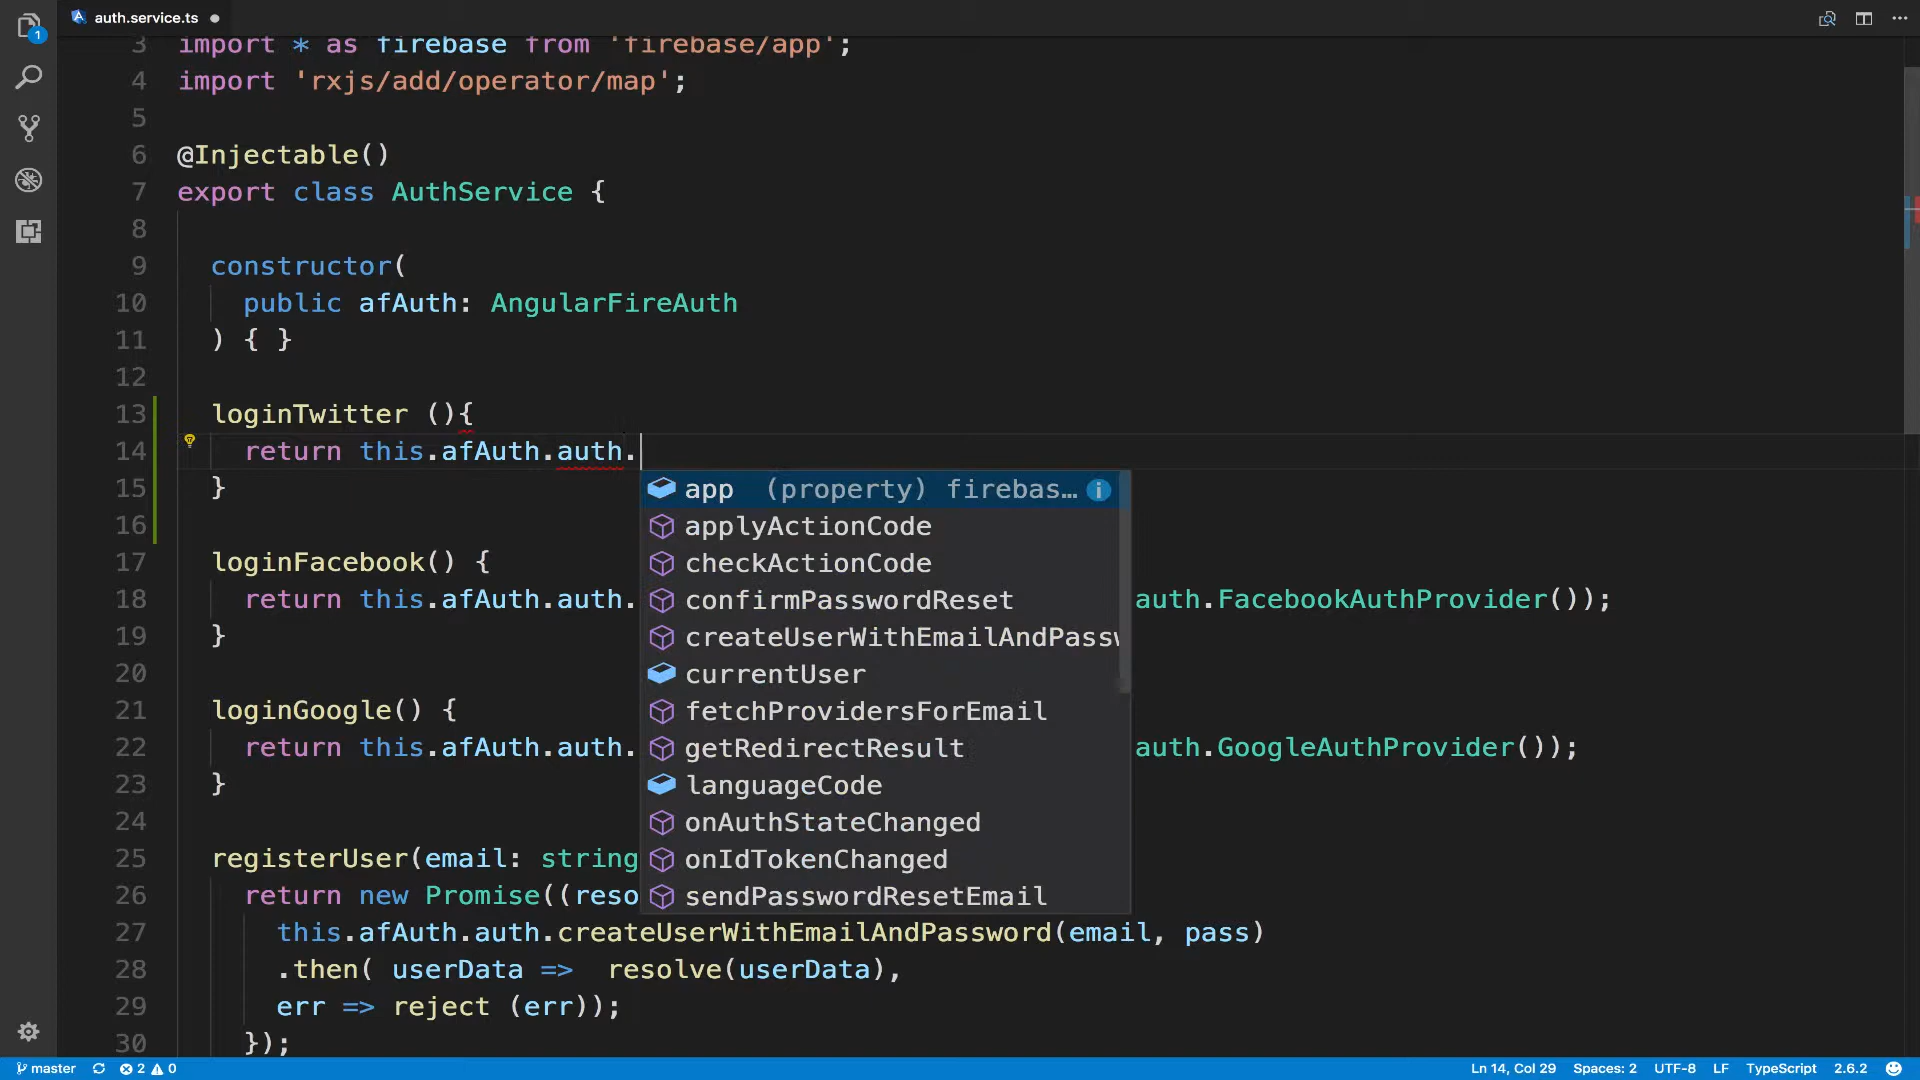 auth.service.ts
1
3 import * as firebase from 'firebase/app';
4 import 'rxjs/add/operator/map';
5
6 @Injectable()
7 export class AuthService {
8
9 constructor(
10 public afAuth: AngularFireAuth
11 ) { }
12
13 loginTwitter (){
14 return this.afAuth.auth.
15 }
16
17 loginFacebook() {
18 return this.afAuth.auth. auth.FacebookAuthProvider());
19 }
20
21 loginGoogle() {
22 return this.afAuth.auth. auth.GoogleAuthProvider());
23 }
24
25 registerUser(email: string
26 return new Promise((reso
27 this.afAuth.auth.createUserWithEmailAndPassword(email, pass)
28 .then( userData => resolve(userData),
29 err => reject (err));
30 });
app (property) firebas…
applyActionCode
checkActionCode
confirmPasswordReset
createUserWithEmailAndPassw
currentUser
fetchProvidersForEmail
getRedirectResult
languageCode
onAuthStateChanged
onIdTokenChanged
sendPasswordResetEmail
master 2 0 Ln 14, Col 29 Spaces: 2 UTF-8 LF TypeScript 2.6.2